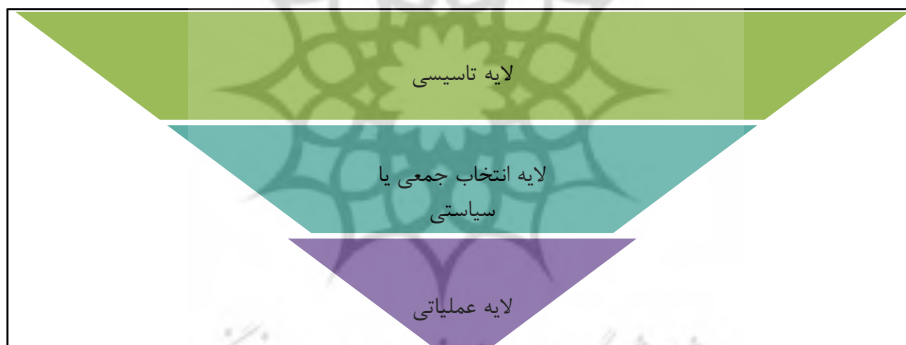 لایه تاسیسی
لایه انتخاب جمعی یا
سیاستی
لایه عملیاتی